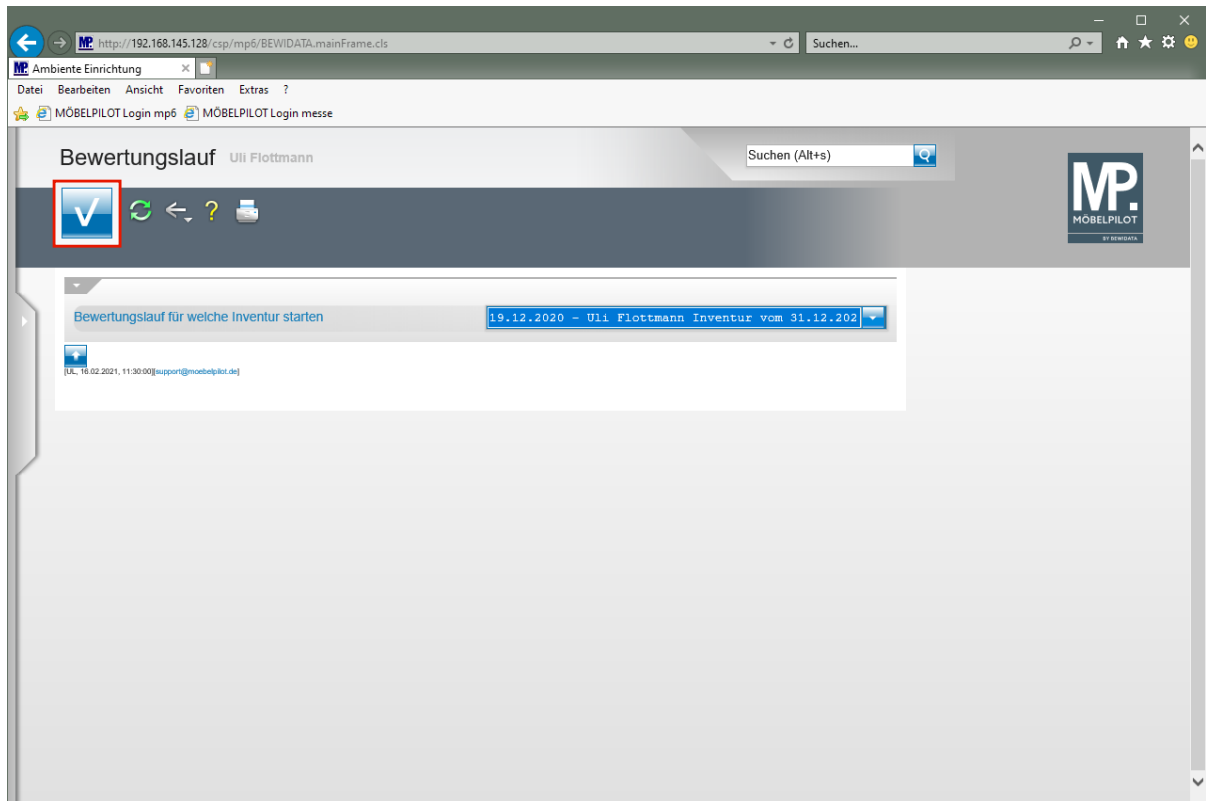 http://192.168.145.128/csp/mp6/BEWIDATA.mainFrame.cls
Suchen...
MP. Ambiente Einrichtung
Datei Bearbeiten Ansicht Favoriten Extras ?
MÖBELPILOT Login mp6 MÖBELPILOT Login messe
Bewertungslauf Uli Flottmann
Suchen (Alt+s)
MP.
MÖBELPILOT
BY BEWIDATA
Bewertungslauf für welche Inventur starten
19.12.2020 - Uli Flottmann Inventur vom 31.12.202
[UL, 16.02.2021, 11:30:00][support@moebelpilot.de]